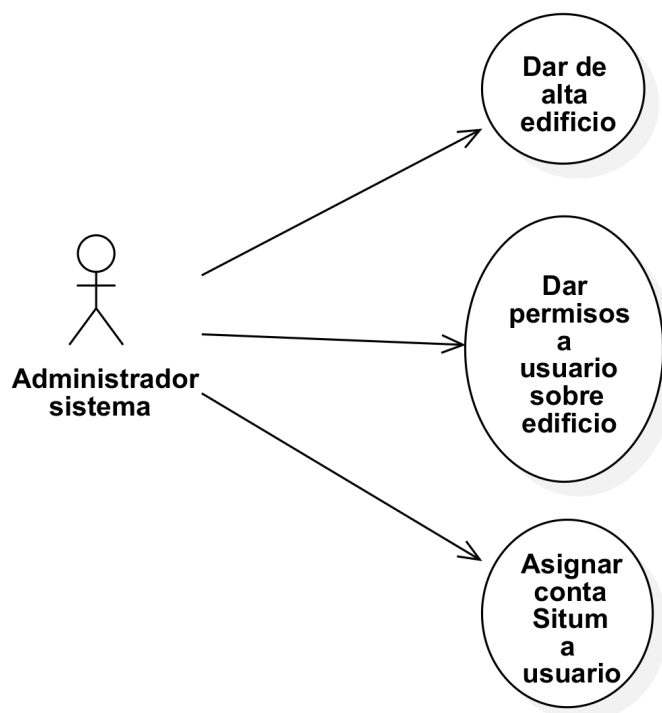 Dar de
alta
edificio
Dar
permisos
a
usuario
sobre
edificio
Administrador
sistema
Asignar
conta
Situm
a
usuario